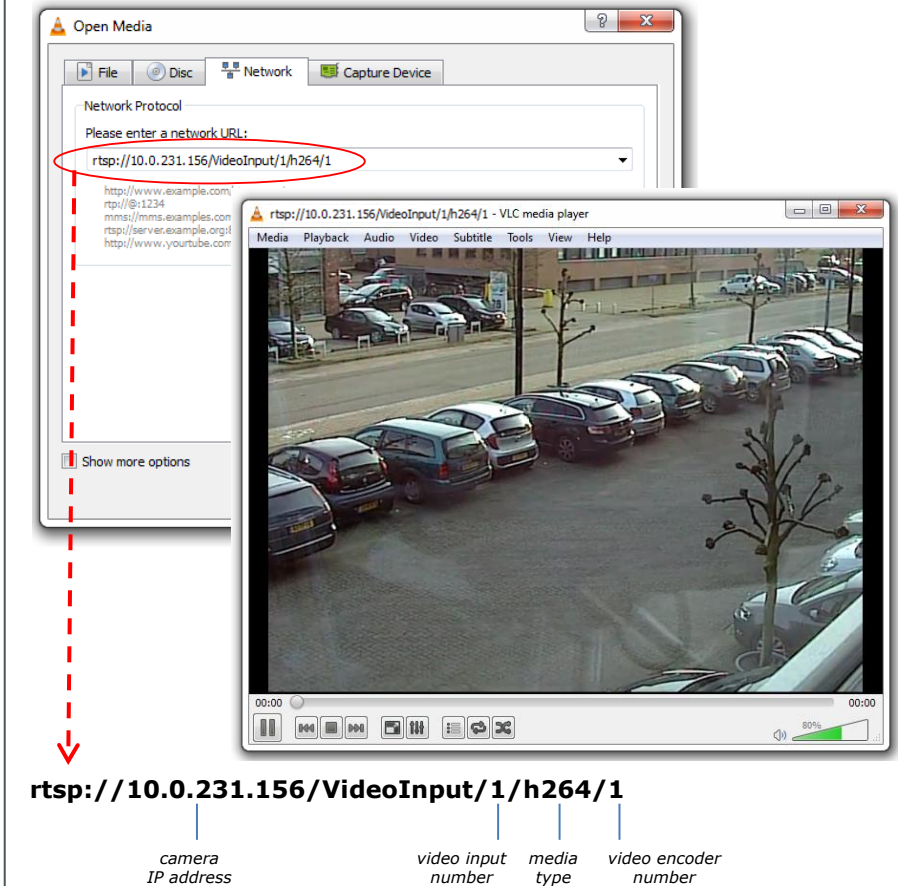 Open Media
File Disc Network Capture Device
Network Protocol
Please enter a network URL:
rtsp://10.0.231.156/VideoInput/1/h264/1
http://www.example.com/
rtp://@:1234
mms://mms.examples.com
rtsp://server.example.org:8
http://www.yourtube.com
Show more options
rtsp://10.0.231.156/VideoInput/1/h264/1 - VLC media player
Media Playback Audio Video Subtitle Tools View Help
00:00 00:00
80%
rtsp://10.0.231.156/VideoInput/1/h264/1
camera
IP address
video input
number
media
type
video encoder
number